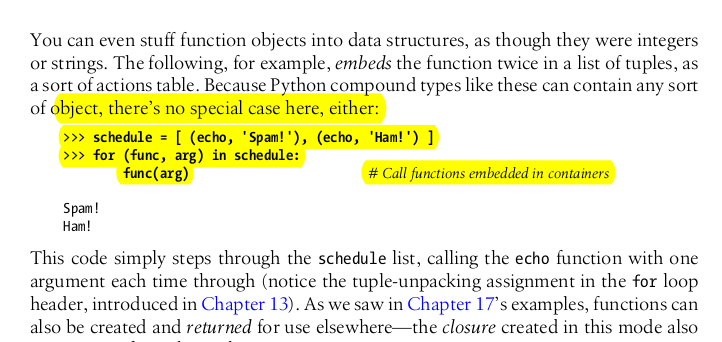 You can even stuff function objects into data structures, as though they were integers
or strings. The following, for example, embeds the function twice in a list of tuples, as
a sort of actions table. Because Python compound types like these can contain any sort
of object, there's no special case here, either:
>>> schedule = [ (echo, 'Spam!'), (echo, 'Ham!') ]
>>> for (func, arg) in schedule:
func(arg) # Call functions embedded in containers
Spam!
Ham!
This code simply steps through the schedule list, calling the echo function with one
argument each time through (notice the tuple-unpacking assignment in the for loop
header, introduced in Chapter 13). As we saw in Chapter 17's examples, functions can
also be created and returned for use elsewhere—the closure created in this mode also